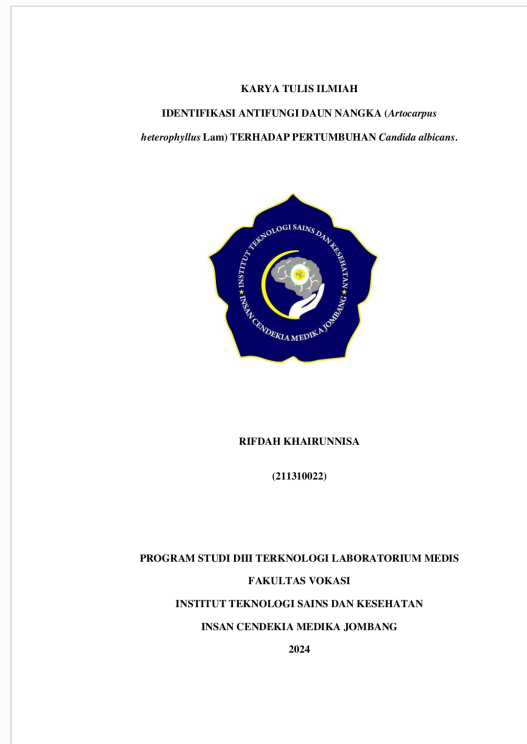 KARYA TULIS ILMIAH
IDENTIFIKASI ANTIFUNGI DAUN NANGKA (Artocarpus
heterophyllus Lam) TERHADAP PERTUMBUHAN Candida albicans.
INSTITUT TEKNOLOGI SAINS DAN KESEHATAN
INSAN CENDEKIA MEDIKA JOMBANG
RIFDAH KHAIRUNNISA
(211310022)
PROGRAM STUDI DIII TERKNOLOGI LABORATORIUM MEDIS
FAKULTAS VOKASI
INSTITUT TEKNOLOGI SAINS DAN KESEHATAN
INSAN CENDEKIA MEDIKA JOMBANG
2024